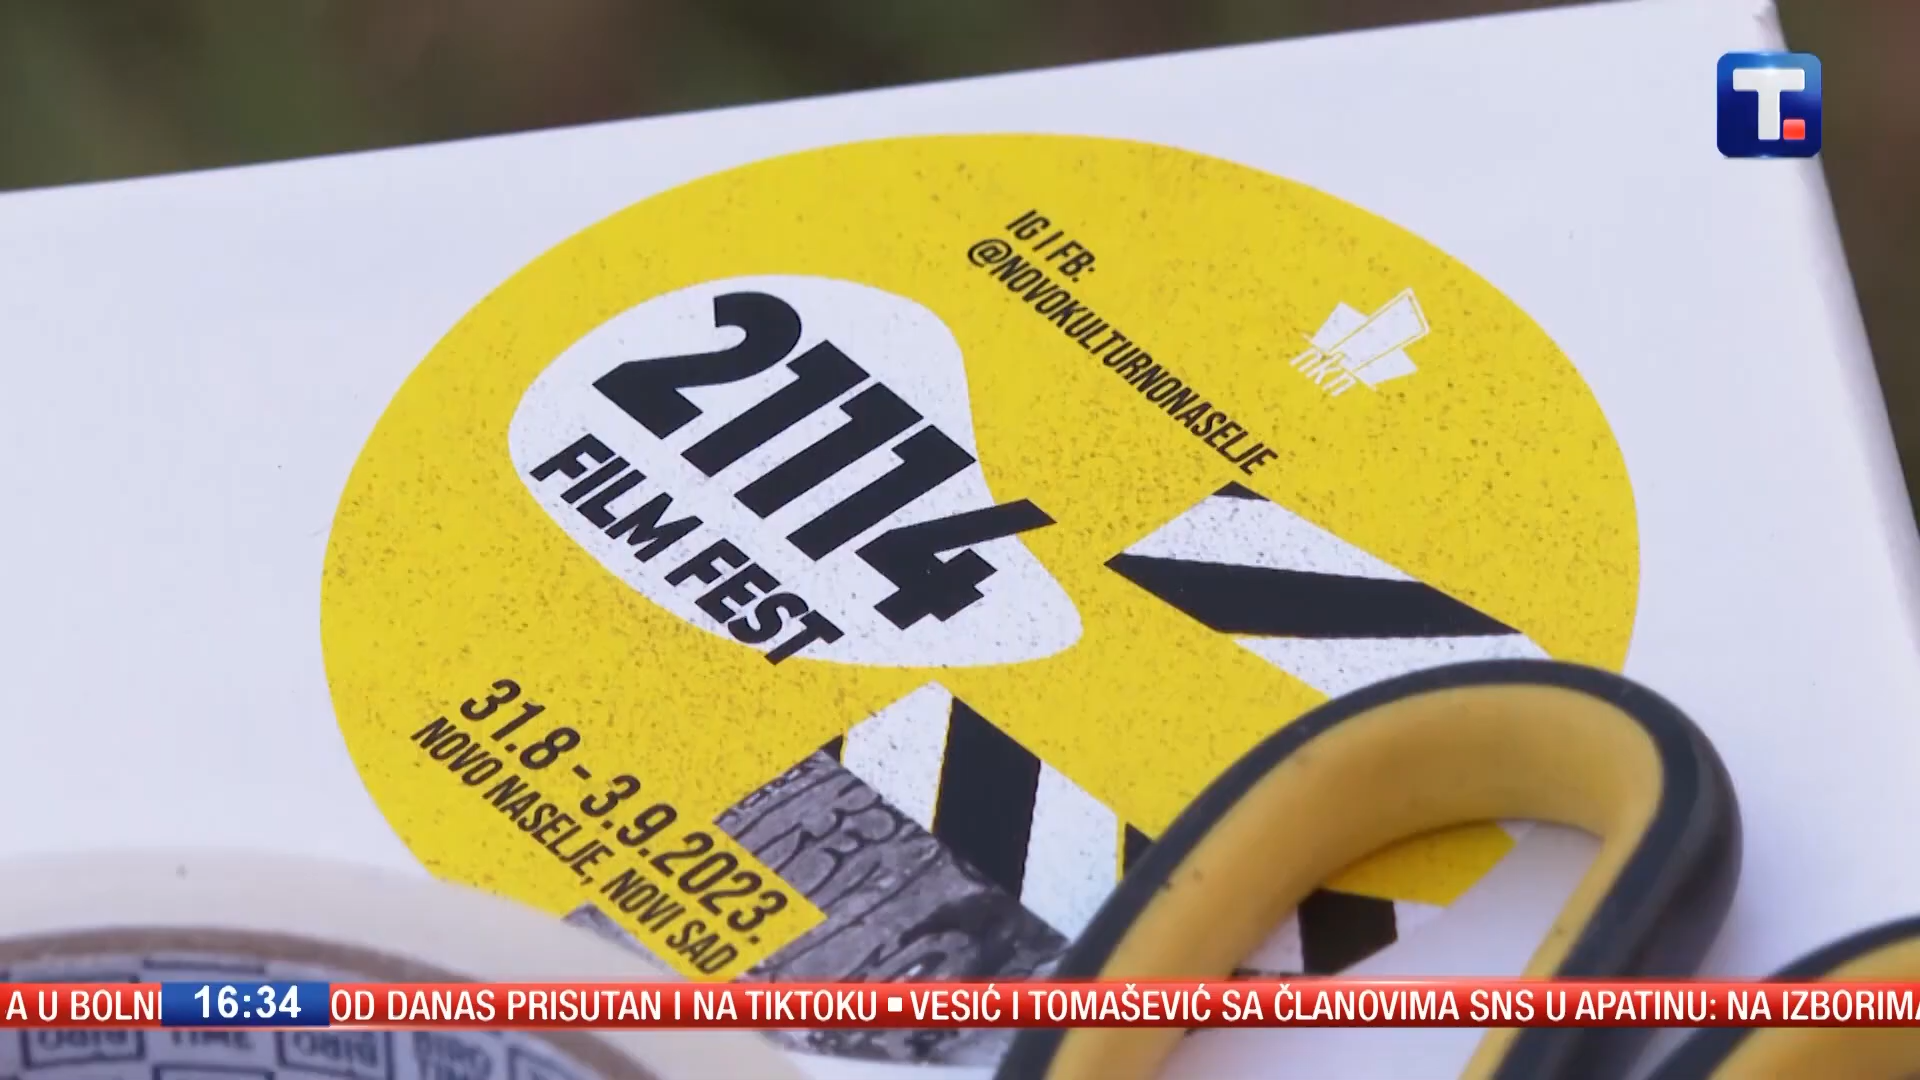 T.
IG I FB:
@NOVOKULTURNONASELJE
nkn
21114
FILM FEST
31.8 - 3.9.2023.
NOVO NASELJE, NOVI SAD
A U BOLNI
16:34
OD DANAS PRISUTAN I NA TIKTOKU ▪ VESIĆ I TOMAŠEVIĆ SA ČLANOVIMA SNS U APATINU: NA IZBORIMA
TIME